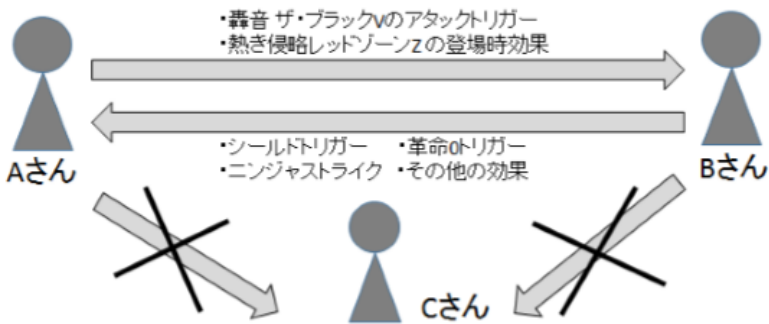 ・轟音 ザ・ブラックVのアタックトリガー
・熱き侵略レッドゾーンZの登場時効果
・シールドトリガー ・革命0トリガー
・ニンジャストライク ・その他の効果
Aさん
Bさん
Cさん